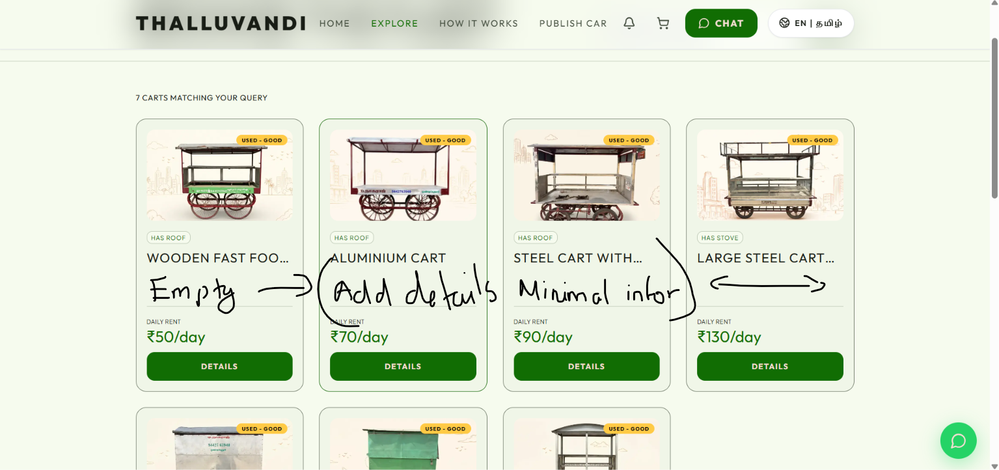 THALLUVANDI HOME EXPLORE HOW IT WORKS PUBLISH CAR CHAT EN | தமிழ்
7 CARTS MATCHING YOUR QUERY
USED - GOOD USED - GOOD USED - GOOD USED - GOOD
9442763940
HAS ROOF HAS ROOF HAS ROOF HAS STOVE
WOODEN FAST FOO... ALUMINIUM CART STEEL CART WITH... LARGE STEEL CART...
Empty Add details Minimal infor
DAILY RENT DAILY RENT DAILY RENT DAILY RENT
₹50/day ₹70/day ₹90/day ₹130/day
DETAILS DETAILS DETAILS DETAILS
USED - GOOD USED - GOOD USED - GOOD